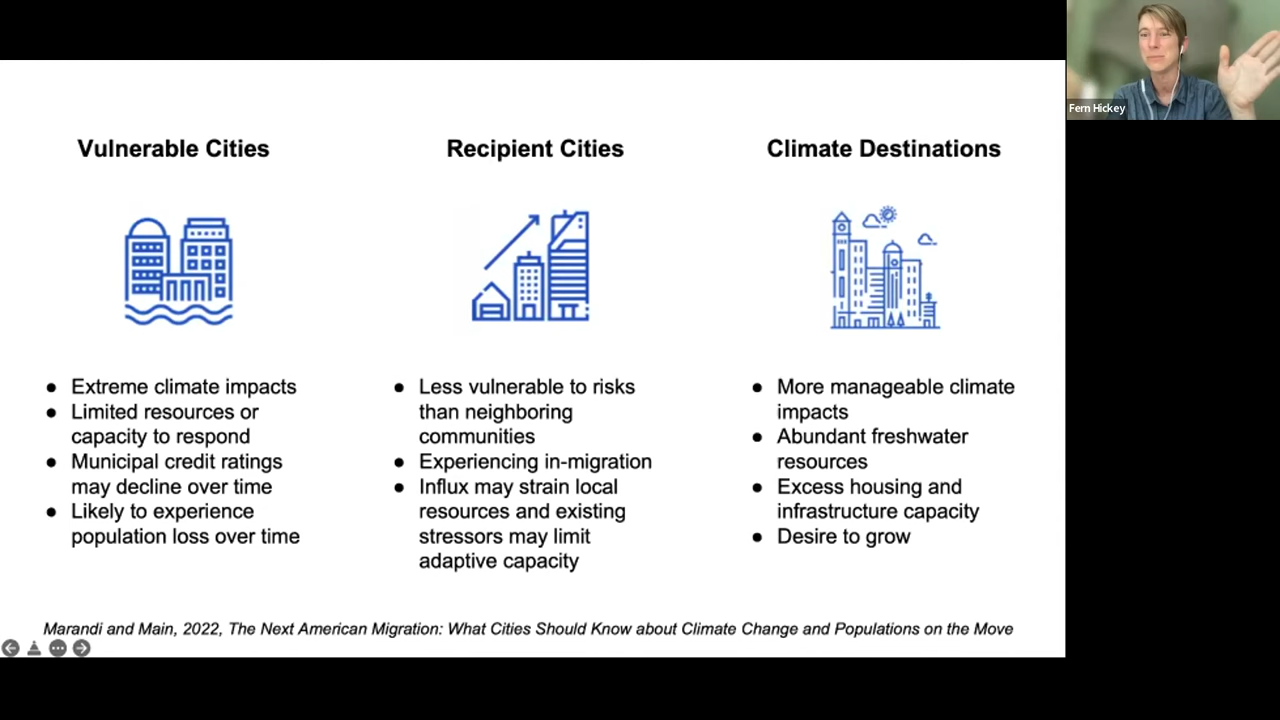 Fern Hickey
Vulnerable Cities
● Extreme climate impacts
● Limited resources or
capacity to respond
● Municipal credit ratings
may decline over time
● Likely to experience
population loss over time
Recipient Cities
● Less vulnerable to risks
than neighboring
communities
● Experiencing in-migration
● Influx may strain local
resources and existing
stressors may limit
adaptive capacity
Climate Destinations
● More manageable climate
impacts
● Abundant freshwater
resources
● Excess housing and
infrastructure capacity
● Desire to grow
Marandi and Main, 2022, The Next American Migration: What Cities Should Know about Climate Change and Populations on the Move